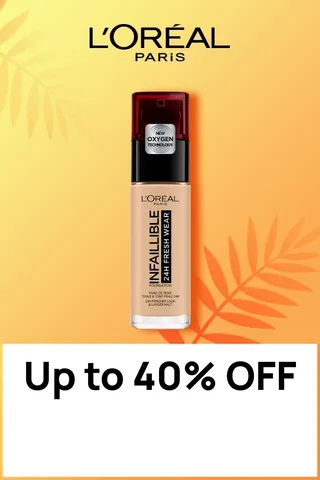 L'ORÉAL
PARiS
NEW
OXYGEN
TECHNOLOGY
L'ORÉAL
PARIS
INFAILLIBLE
24H FRESH WEAR
FOUNDATION
Up to 40% OFF